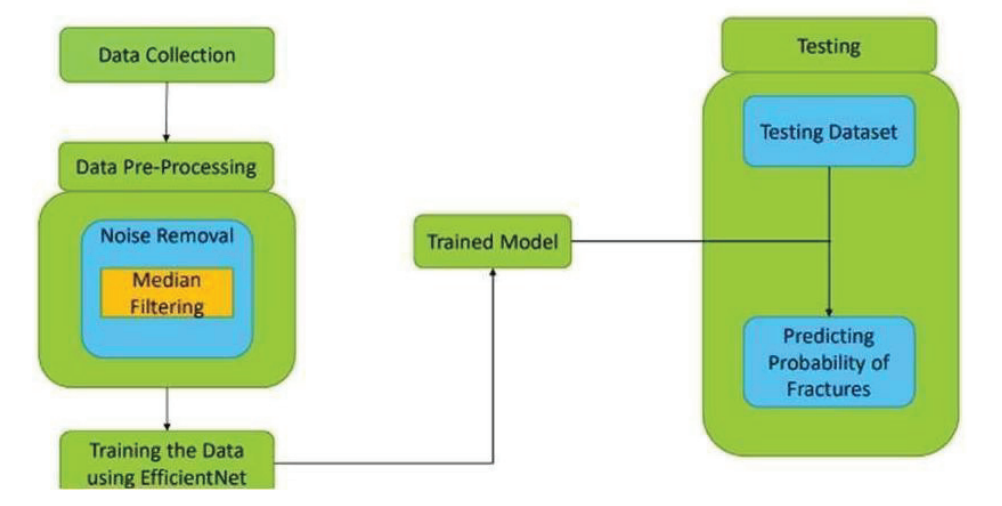 Data Collection
Data Pre-Processing
Noise Removal
Median
Filtering
Training the Data
using EfficientNet
Trained Model
Testing
Testing Dataset
Predicting
Probability of
Fractures